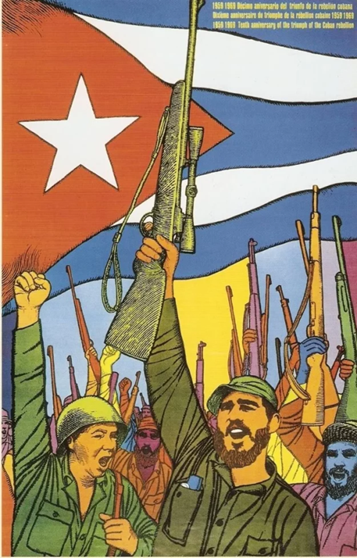 1959 1969 Décimo aniversario del triunfo de la rebelión cubana
Dixième anniversaire du triomphe de la rébellion cubaine 1959 1969
1959 1969 Tenth anniversary of the triumph of the Cuban rebellion